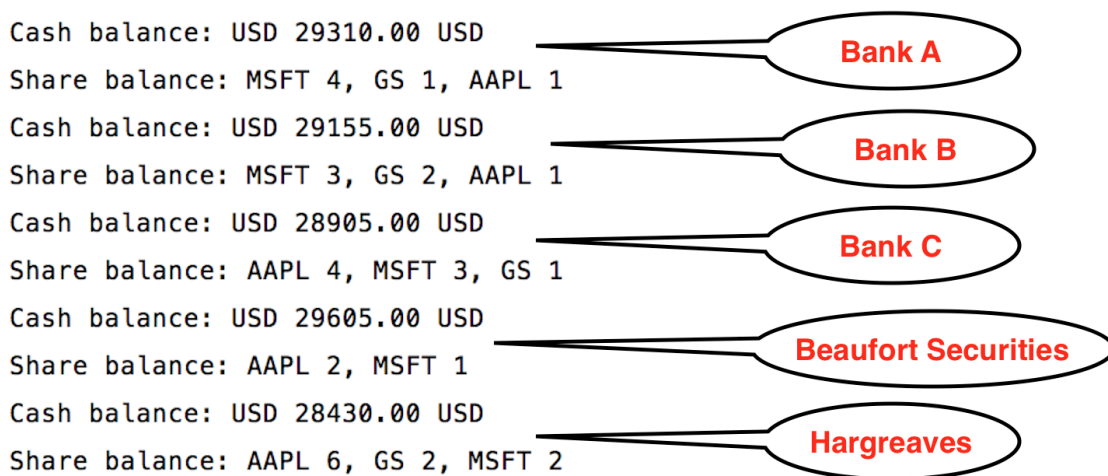 Cash balance: USD 29310.00 USD
Bank A
Share balance: MSFT 4, GS 1, AAPL 1
Cash balance: USD 29155.00 USD
Bank B
Share balance: MSFT 3, GS 2, AAPL 1
Cash balance: USD 28905.00 USD
Bank C
Share balance: AAPL 4, MSFT 3, GS 1
Cash balance: USD 29605.00 USD
Beaufort Securities
Share balance: AAPL 2, MSFT 1
Cash balance: USD 28430.00 USD
Hargreaves
Share balance: AAPL 6, GS 2, MSFT 2